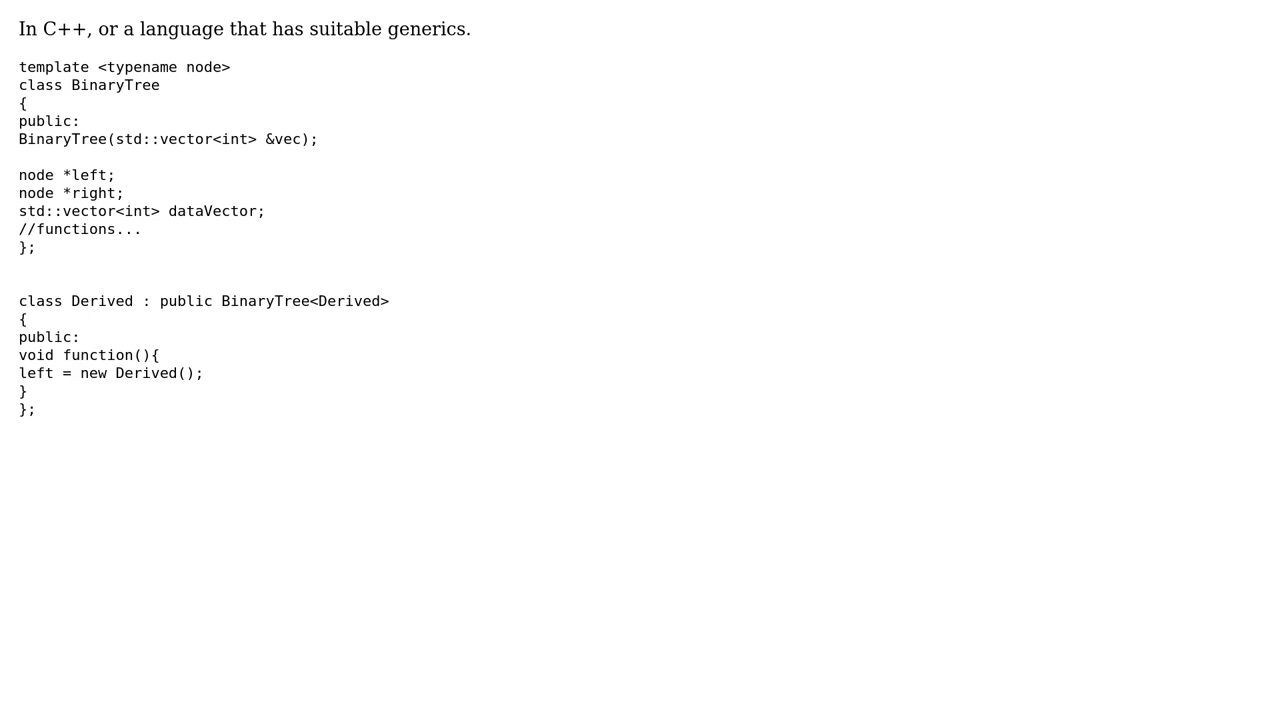 In C++, or a language that has suitable generics.
template <typename node>
class BinaryTree
{
public:
BinaryTree(std::vector<int> &vec);
node *left;
node *right;
std::vector<int> dataVector;
//functions...
};
class Derived : public BinaryTree<Derived>
{
public:
void function(){
left = new Derived();
}
};